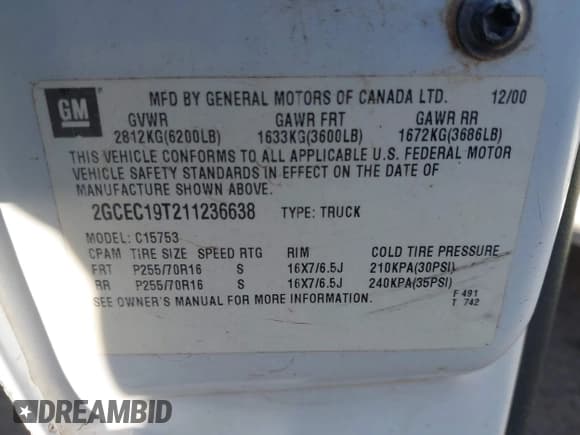 GM
MFD BY GENERAL MOTORS OF CANADA LTD. 12/00
GVWR GAWR FRT GAWR RR
2812KG(6200LB) 1633KG(3600LB) 1672KG(3686LB)
THIS VEHICLE CONFORMS TO ALL APPLICABLE U.S. FEDERAL MOTOR
VEHICLE SAFETY STANDARDS IN EFFECT ON THE DATE OF
MANUFACTURE SHOWN ABOVE.
2GCEC19T211236638 TYPE: TRUCK
MODEL: C15753
CPAM TIRE SIZE SPEED RTG RIM COLD TIRE PRESSURE
FRT P255/70R16 S 16X7/6.5J 210KPA(30PSI)
RR P255/70R16 S 16X7/6.5J 240KPA(35PSI)
SEE OWNER'S MANUAL FOR MORE INFORMATION. F 491
T 742
DREAMBID